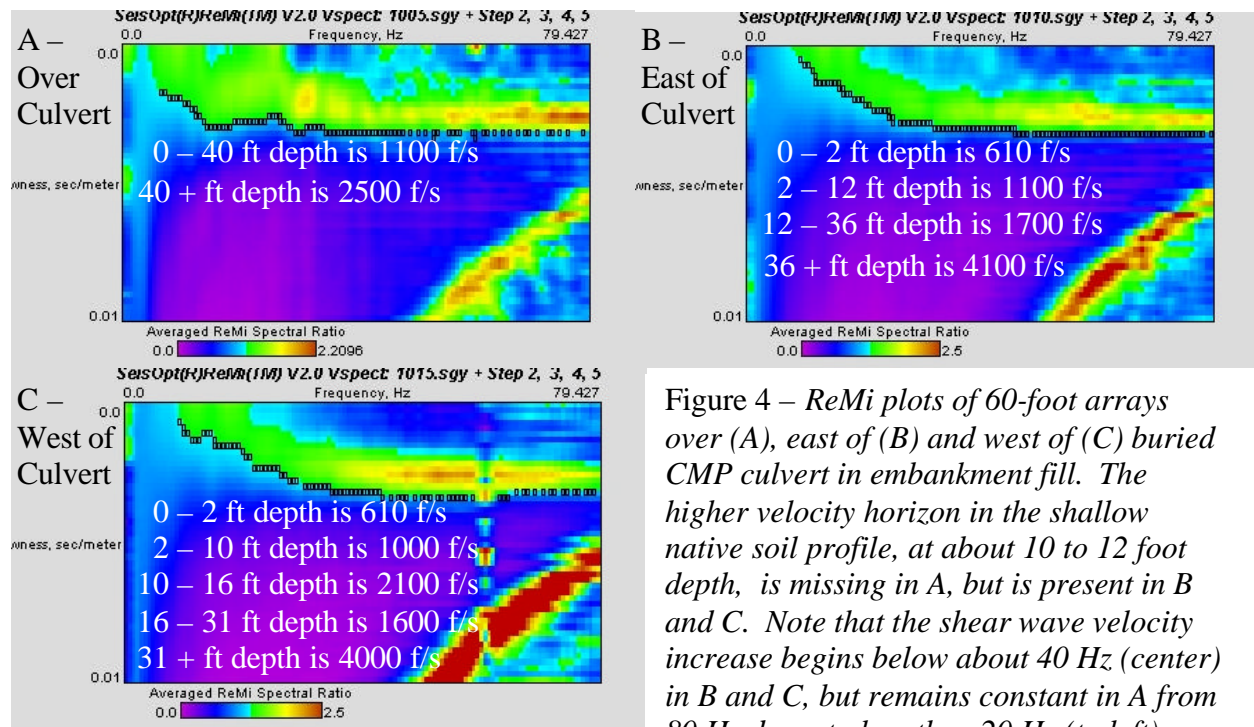 SeisOpt(R)ReMi(TM) V2.0 Vspect: 1005.sgy + Step 2, 3, 4, 5
A –
Over
Culvert
0.0
Frequency, Hz
79.427
0.0
0 – 40 ft depth is 1100 f/s
wness, sec/meter
40 + ft depth is 2500 f/s
0.01
Averaged ReMi Spectral Ratio
0.0
2.2096
SeisOpt(R)ReMi(TM) V2.0 Vspect: 1010.sgy + Step 2, 3, 4, 5
B –
East of
Culvert
0.0
Frequency, Hz
79.427
0.0
0 – 2 ft depth is 610 f/s
wness, sec/meter
2 – 12 ft depth is 1100 f/s
12 – 36 ft depth is 1700 f/s
36 + ft depth is 4100 f/s
0.01
Averaged ReMi Spectral Ratio
0.0
2.5
SeisOpt(R)ReMi(TM) V2.0 Vspect: 1015.sgy + Step 2, 3, 4, 5
C –
West of
Culvert
0.0
Frequency, Hz
79.427
0.0
0 – 2 ft depth is 610 f/s
wness, sec/meter
2 – 10 ft depth is 1000 f/s
10 – 16 ft depth is 2100 f/s
16 – 31 ft depth is 1600 f/s
31 + ft depth is 4000 f/s
0.01
Averaged ReMi Spectral Ratio
0.0
2.5
Figure 4 – ReMi plots of 60-foot arrays
over (A), east of (B) and west of (C) buried
CMP culvert in embankment fill. The
higher velocity horizon in the shallow
native soil profile, at about 10 to 12 foot
depth, is missing in A, but is present in B
and C. Note that the shear wave velocity
increase begins below about 40 Hz (center)
in B and C, but remains constant in A from
80 Hz down to